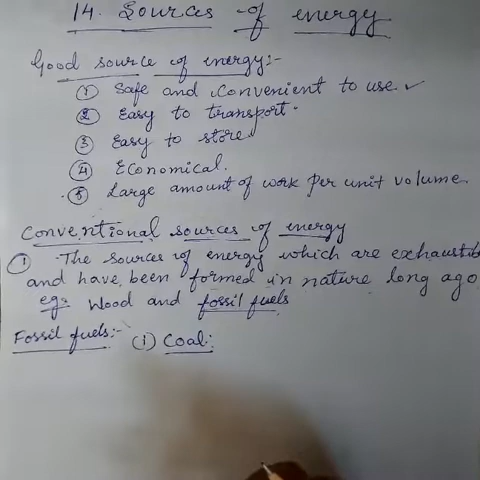 14. Sources of energy
Good source of energy:-
① Safe and convenient to use.
② Easy to transport.
③ Easy to store
④ Economical.
⑤ Large amount of work per unit volume.
Conventional sources of energy
① The sources of energy which are exhaustib
and have been formed in nature long ago
eg: Wood and fossil fuels
Fossil fuels:- (1) Coal: